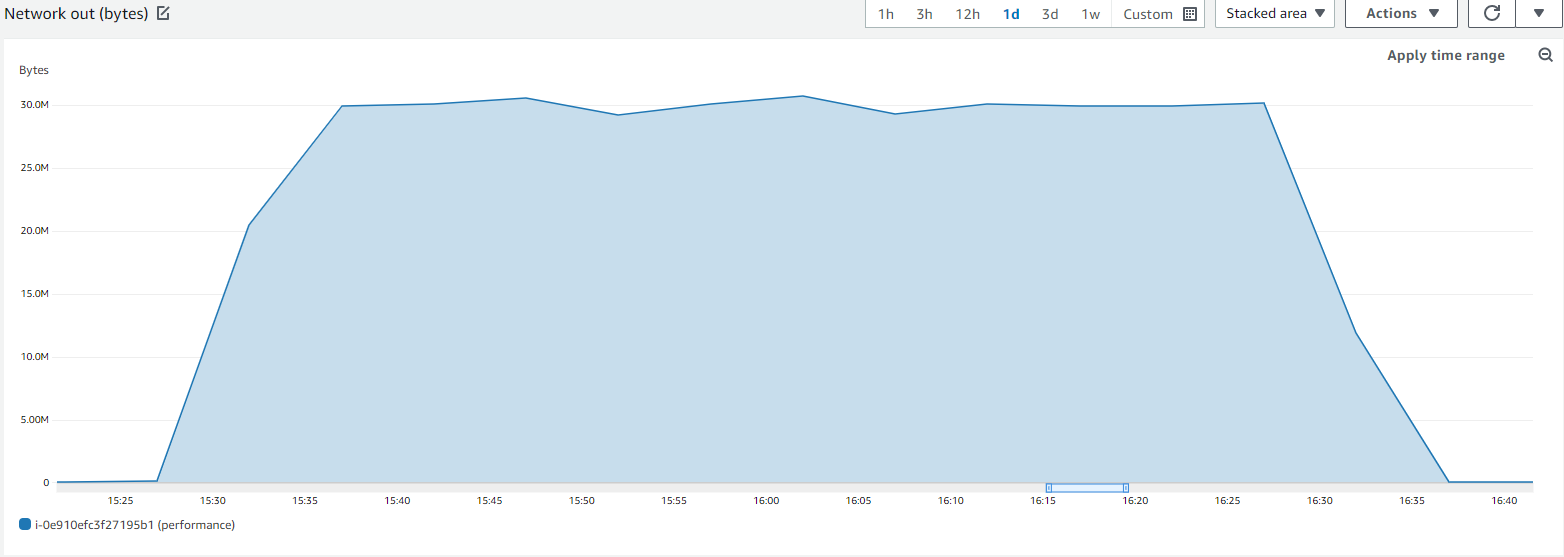 Network out (bytes)
1h 3h 12h 1d 3d 1w Custom Stacked area Actions
Apply time range
Bytes
30.0M
25.0M
20.0M
15.0M
10.0M
5.00M
0
15:25 15:30 15:35 15:40 15:45 15:50 15:55 16:00 16:05 16:10 16:15 16:20 16:25 16:30 16:35 16:40
i-0e910efc3f27195b1 (performance)